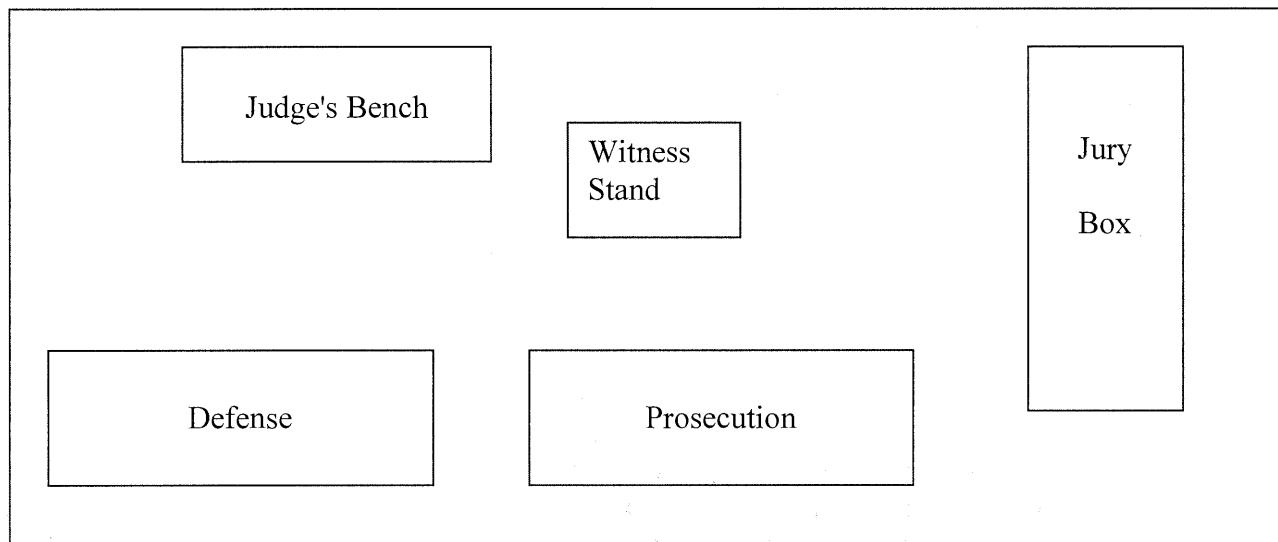 Judge's Bench
Witness
Stand
Jury
Box
Defense
Prosecution